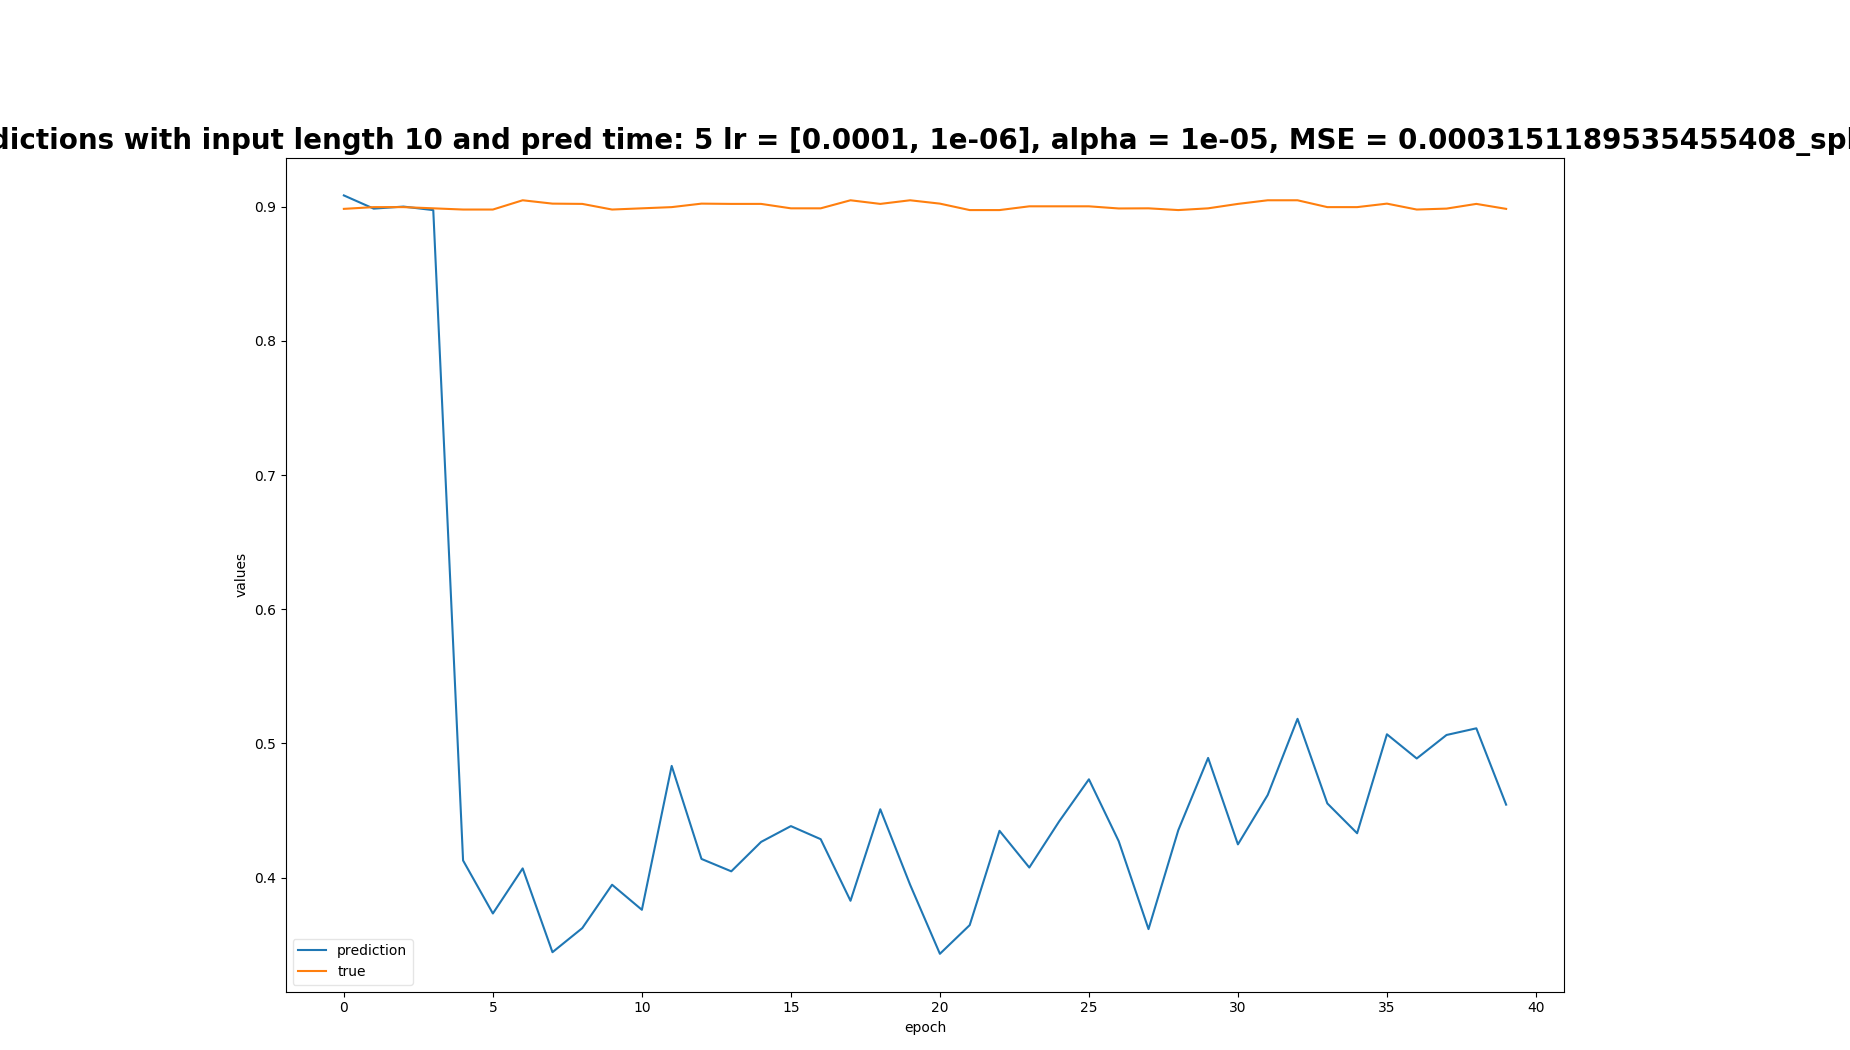 dictions with input length 10 and pred time: 5 lr = [0.0001, 1e-06], alpha = 1e-05, MSE = 0.0003151189535455408_spl
0.9
0.8
0.7
0.6
0.5
0.4
values
prediction
true
0 5 10 15 20 25 30 35 40
epoch